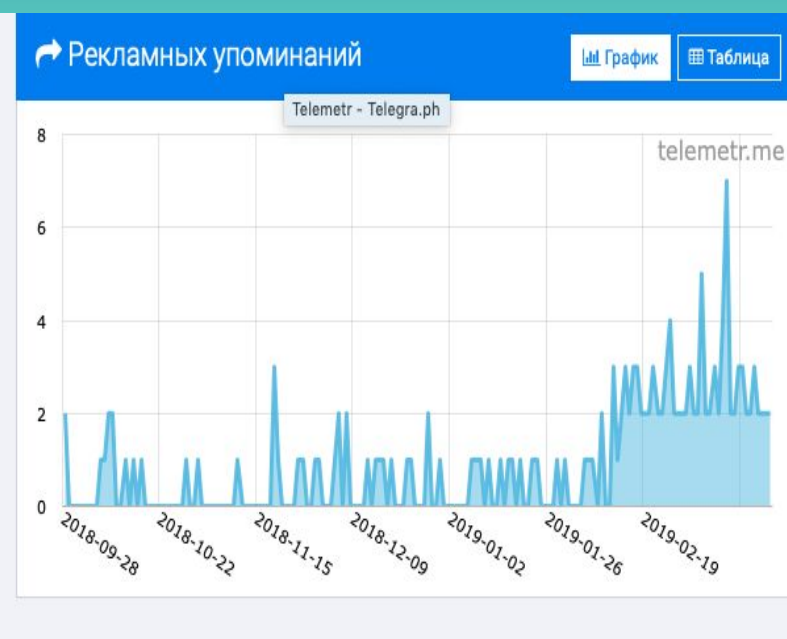 Рекламных упоминаний
График
Таблица
Telemetr - Telegra.ph
telemetr.me
8
6
4
2
0
2018-09-28
2018-10-22
2018-11-15
2018-12-09
2019-01-02
2019-01-26
2019-02-19